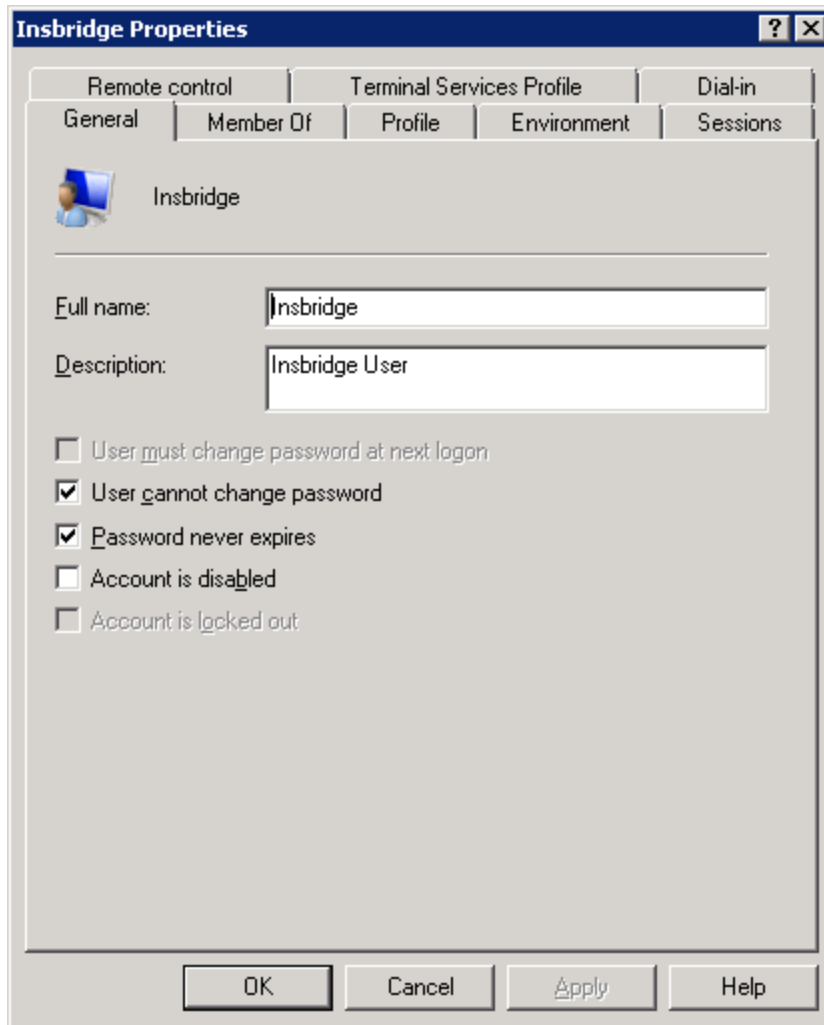 Insbridge Properties
Remote control Terminal Services Profile Dial-in
General Member Of Profile Environment Sessions
Insbridge
Full name: Insbridge
Description: Insbridge User
User must change password at next logon
User cannot change password
Password never expires
Account is disabled
Account is locked out
OK Cancel Apply Help